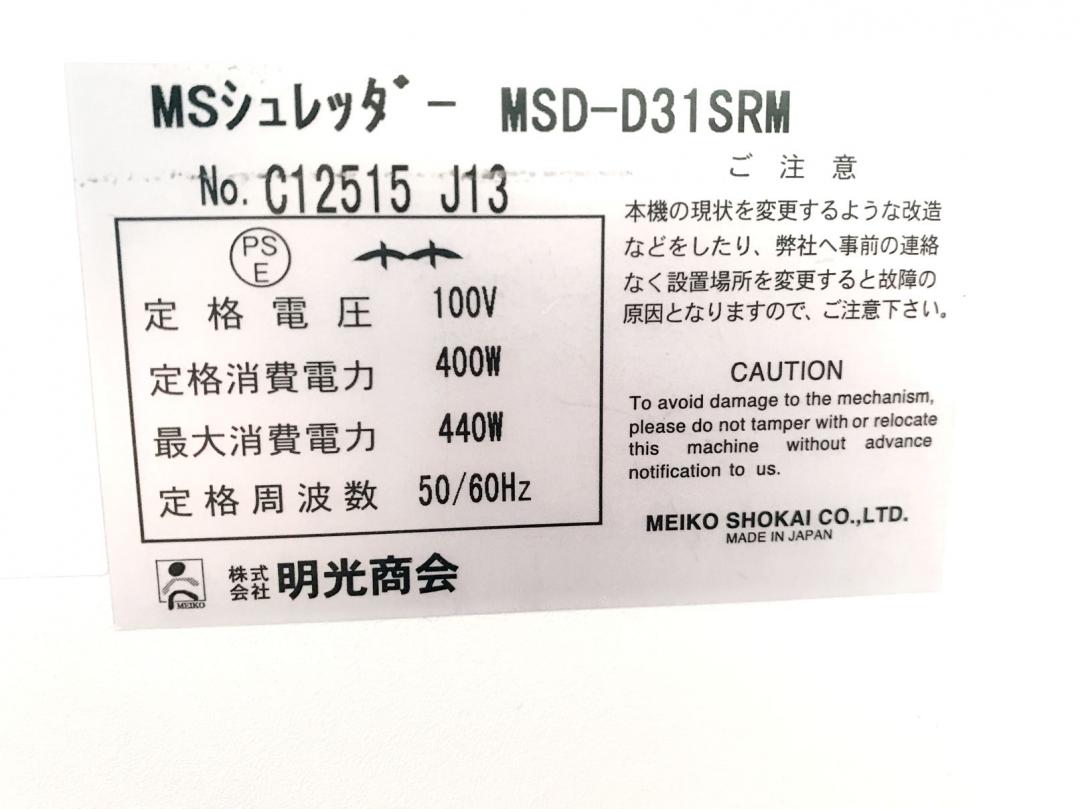 MSシュレッダー MSD-D31SRM
No. C12515 J13
PS
E
定格電圧 100V
定格消費電力 400W
最大消費電力 440W
定格周波数 50/60Hz
MEIKO
株式
会社 明光商会
ご注意
本機の現状を変更するような改造
などをしたり、弊社へ事前の連絡
なく設置場所を変更すると故障の
原因となりますので、ご注意下さい。
CAUTION
To avoid damage to the mechanism,
please do not tamper with or relocate
this machine without advance
notification to us.
MEIKO SHOKAI CO.,LTD.
MADE IN JAPAN